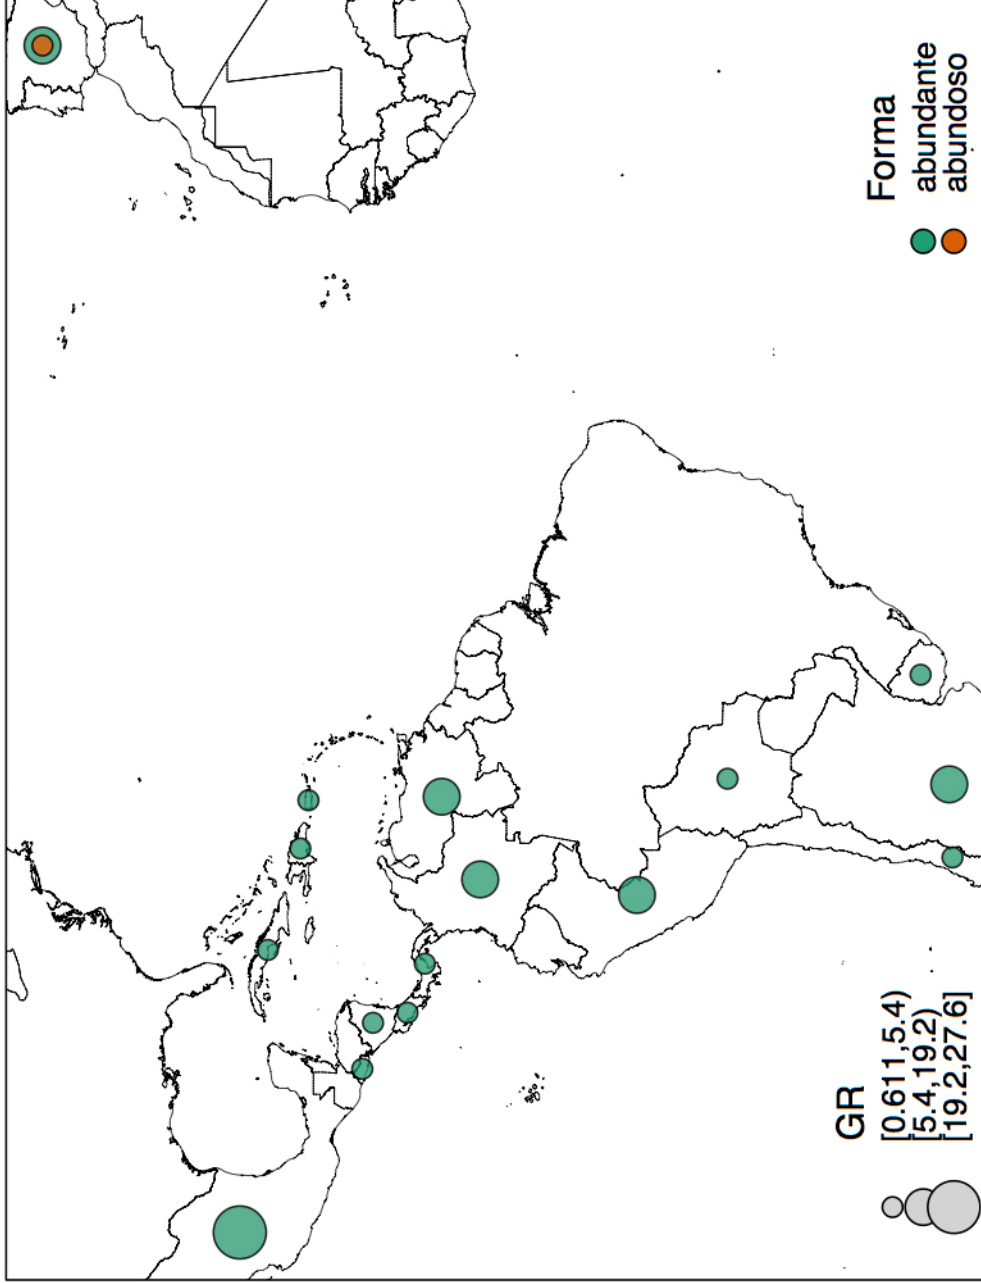 Forma
abundante
abundoso
GR
[0.611,5.4)
[5.4,19.2)
[19.2,27.6]